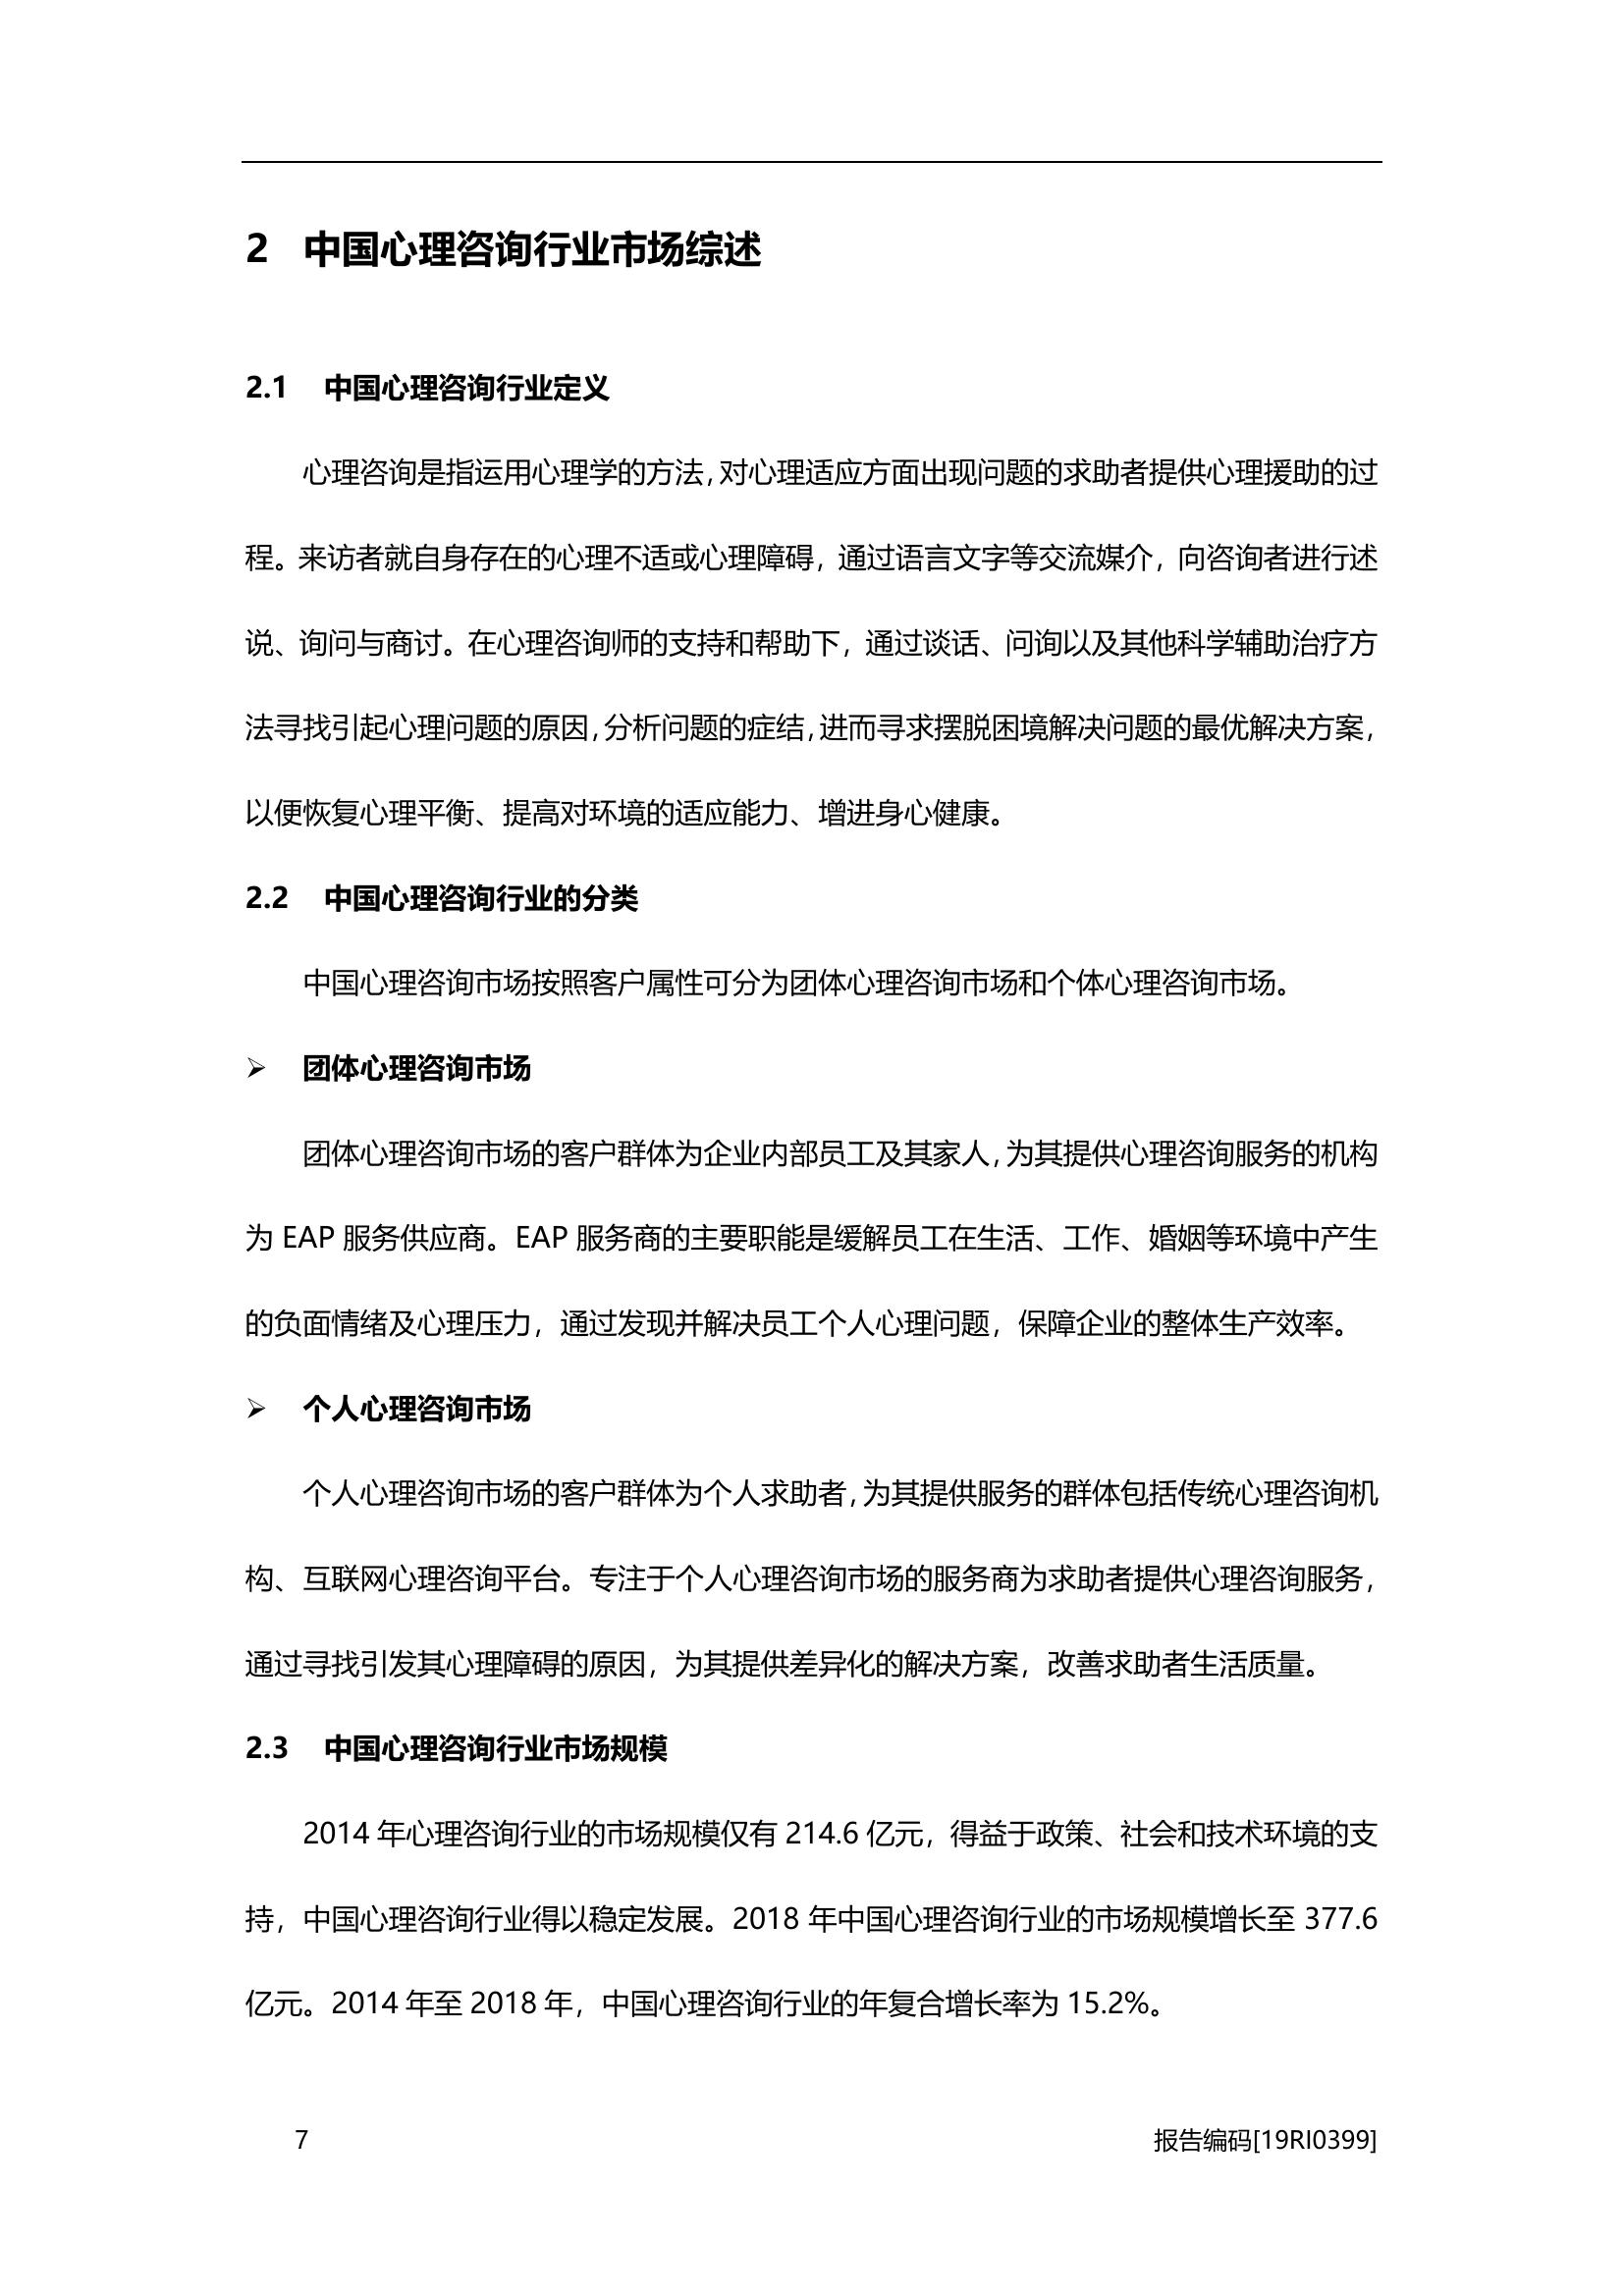 2 中国心理咨询行业市场综述
2.1 中国心理咨询行业定义
心理咨询是指运用心理学的方法，对心理适应方面出现问题的求助者提供心理援助的过
程。来访者就自身存在的心理不适或心理障碍，通过语言文字等交流媒介，向咨询者进行述
说、询问与商讨。在心理咨询师的支持和帮助下，通过谈话、问询以及其他科学辅助治疗方
法寻找引起心理问题的原因，分析问题的症结，进而寻求摆脱困境解决问题的最优解决方案，
以便恢复心理平衡、提高对环境的适应能力、增进身心健康。
2.2 中国心理咨询行业的分类
中国心理咨询市场按照客户属性可分为团体心理咨询市场和个体心理咨询市场。
➢ 团体心理咨询市场
团体心理咨询市场的客户群体为企业内部员工及其家人，为其提供心理咨询服务的机构
为 EAP 服务供应商。EAP 服务商的主要职能是缓解员工在生活、工作、婚姻等环境中产生
的负面情绪及心理压力，通过发现并解决员工个人心理问题，保障企业的整体生产效率。
➢ 个人心理咨询市场
个人心理咨询市场的客户群体为个人求助者，为其提供服务的群体包括传统心理咨询机
构、互联网心理咨询平台。专注于个人心理咨询市场的服务商为求助者提供心理咨询服务，
通过寻找引发其心理障碍的原因，为其提供差异化的解决方案，改善求助者生活质量。
2.3 中国心理咨询行业市场规模
2014 年心理咨询行业的市场规模仅有 214.6 亿元，得益于政策、社会和技术环境的支
持，中国心理咨询行业得以稳定发展。2018 年中国心理咨询行业的市场规模增长至 377.6
亿元。2014 年至 2018 年，中国心理咨询行业的年复合增长率为 15.2%。
7 报告编码[19RI0399]